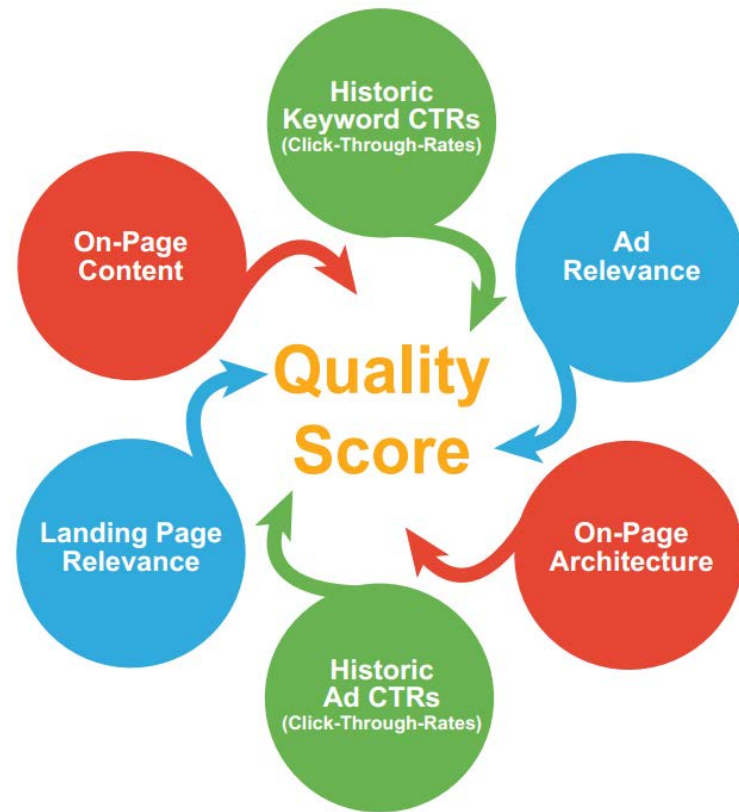 Historic
Keyword CTRs
(Click-Through-Rates)
On-Page
Content
Ad
Relevance
Quality
Score
Landing Page
Relevance
On-Page
Architecture
Historic
Ad CTRs
(Click-Through-Rates)